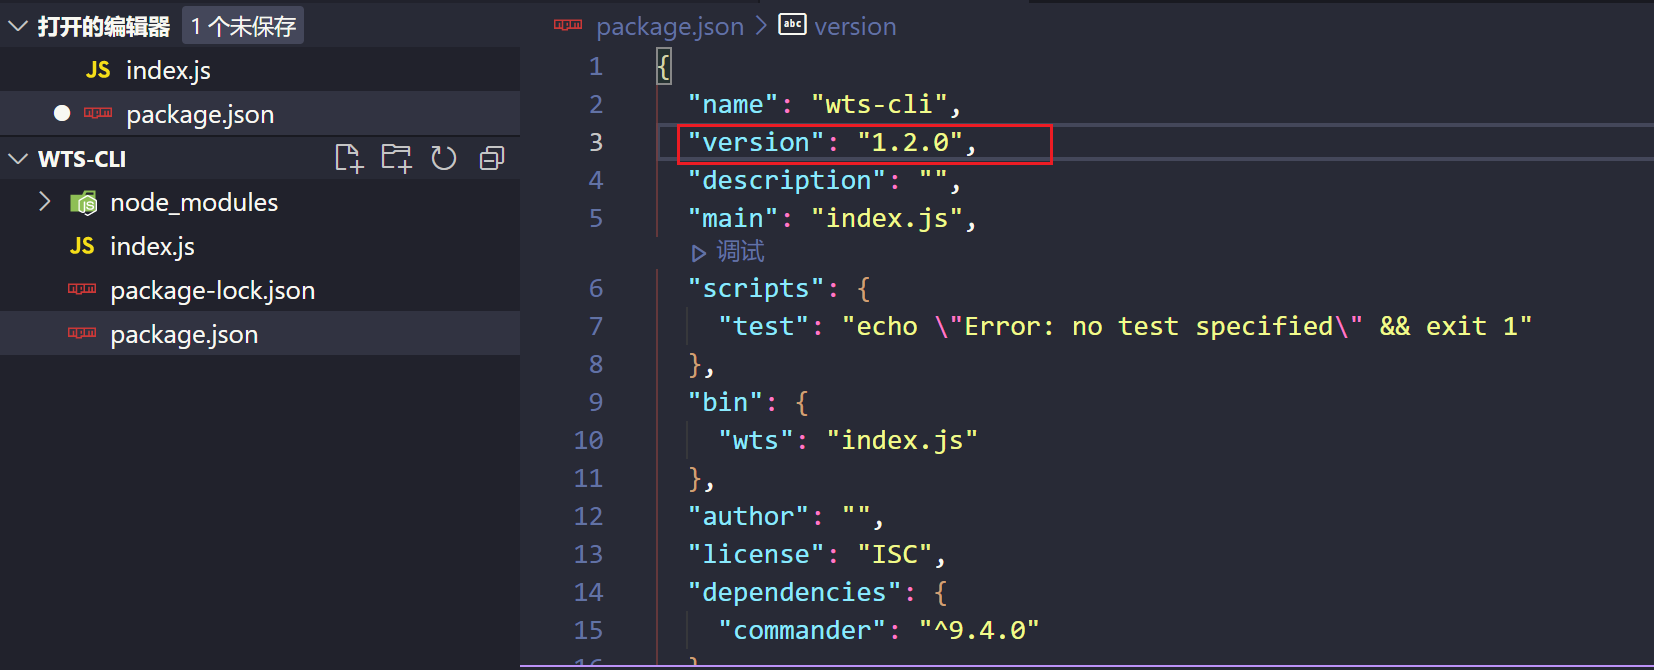 打开的编辑器 1 个未保存
JS index.js
package.json
WTS-CLI
node_modules
JS index.js
package-lock.json
package.json
package.json > abc version
1 {
2 "name": "wts-cli",
3 "version": "1.2.0",
4 "description": "",
5 "main": "index.js",
调试
6 "scripts": {
7 "test": "echo \"Error: no test specified\" && exit 1"
8 },
9 "bin": {
10 "wts": "index.js"
11 },
12 "author": "",
13 "license": "ISC",
14 "dependencies": {
15 "commander": "^9.4.0"
16 }